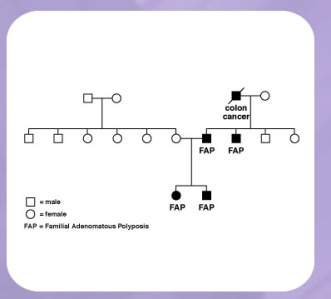 colon
cancer
FAP FAP
FAP FAP
= male
= female
FAP = Familial Adenomatous Polyposis